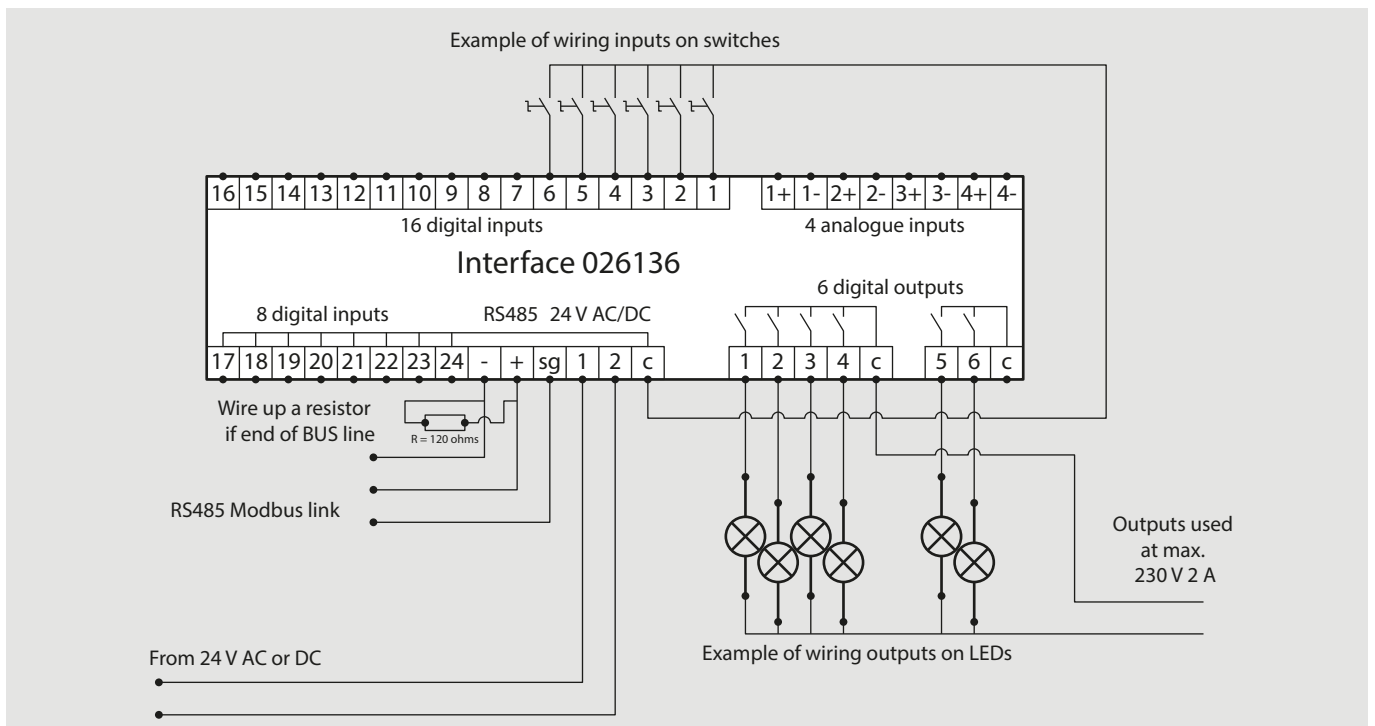 Example of wiring inputs on switches
16 15 14 13 12 11 10 9 8 7 6 5 4 3 2 1
1+ 1- 2+ 2- 3+ 3- 4+ 4-
16 digital inputs
4 analogue inputs
Interface 026136
6 digital outputs
8 digital inputs
RS485 24 V AC/DC
17 18 19 20 21 22 23 24 - + sg 1 2 c
1 2 3 4 c
5 6 c
Wire up a resistor
if end of BUS line
R = 120 ohms
RS485 Modbus link
Outputs used
at max.
230 V 2 A
Example of wiring outputs on LEDs
From 24 V AC or DC